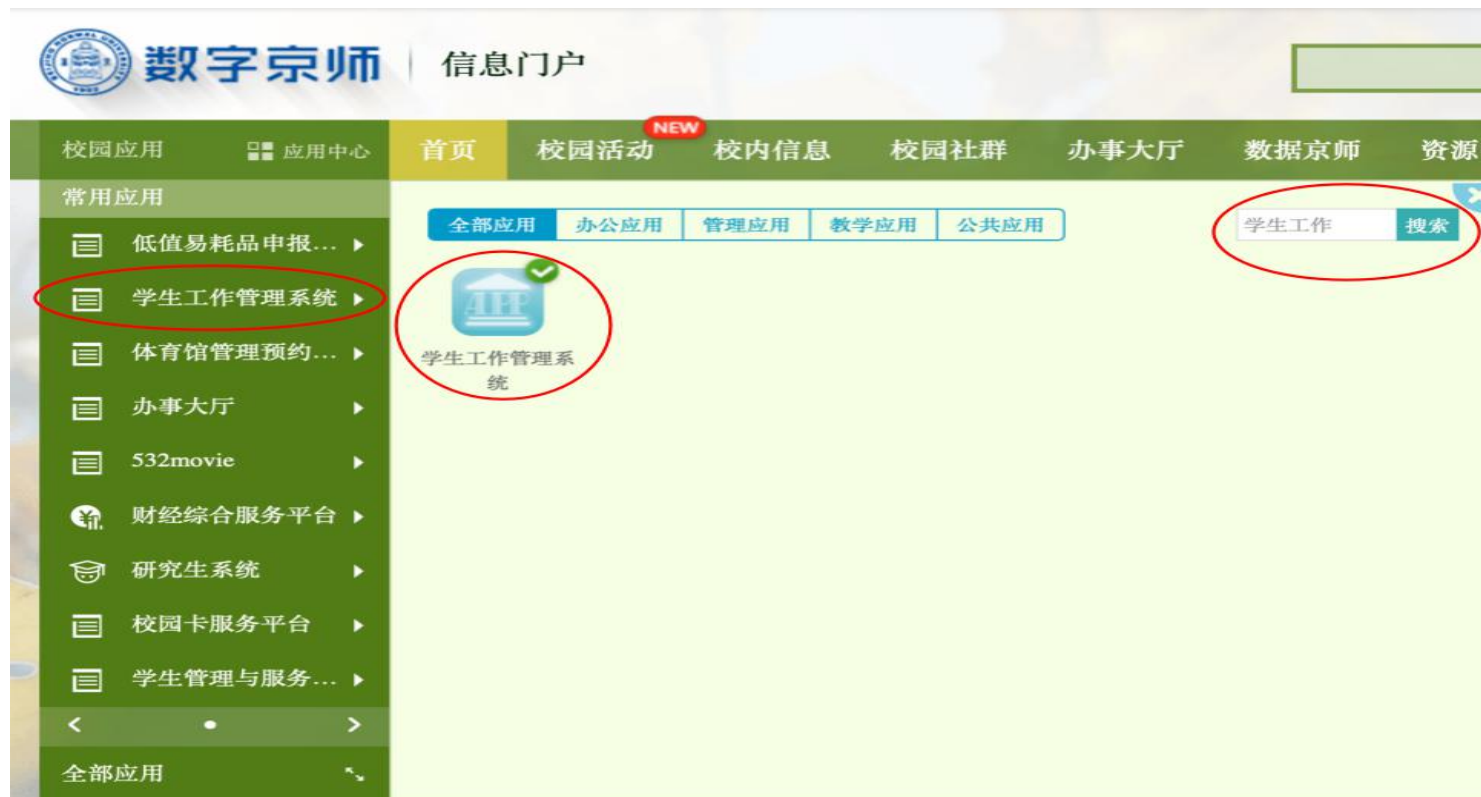 数字京师 信息门户
校园应用 应用中心 首页 校园活动 NEW 校内信息 校园社群 办事大厅 数据京师 资源
常用应用
全部应用 办公应用 管理应用 教学应用 公共应用 学生工作 搜索
低值易耗品申报...
学生工作管理系统
APP
学生工作管理系
统
体育馆管理预约...
办事大厅
532movie
财经综合服务平台
研究生系统
校园卡服务平台
学生管理与服务...
全部应用